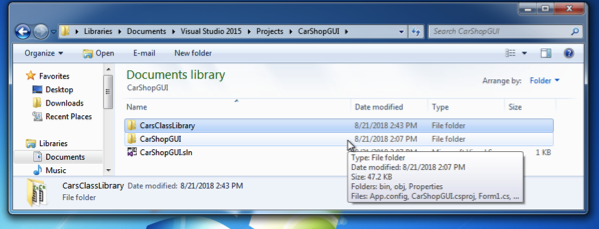 Libraries ▸ Documents ▸ Visual Studio 2015 ▸ Projects ▸ CarShopGUI ▸
Search CarShopGUI
Organize Open E-mail New folder
Favorites
Desktop
Downloads
Recent Places
Libraries
Documents
Music
Documents library
CarShopGUI
Arrange by: Folder
Name Date modified Type Size
CarsClassLibrary 8/21/2018 2:43 PM File folder
CarShopGUI 8/21/2018 2:07 PM File folder
CarShopGUI.sln 1 KB
Type: File folder
Date modified: 8/21/2018 2:07 PM
Size: 47.2 KB
Folders: bin, obj, Properties
Files: App.config, CarShopGUI.csproj, Form1.cs, ...
CarsClassLibrary Date modified: 8/21/2018 2:43 PM
File folder